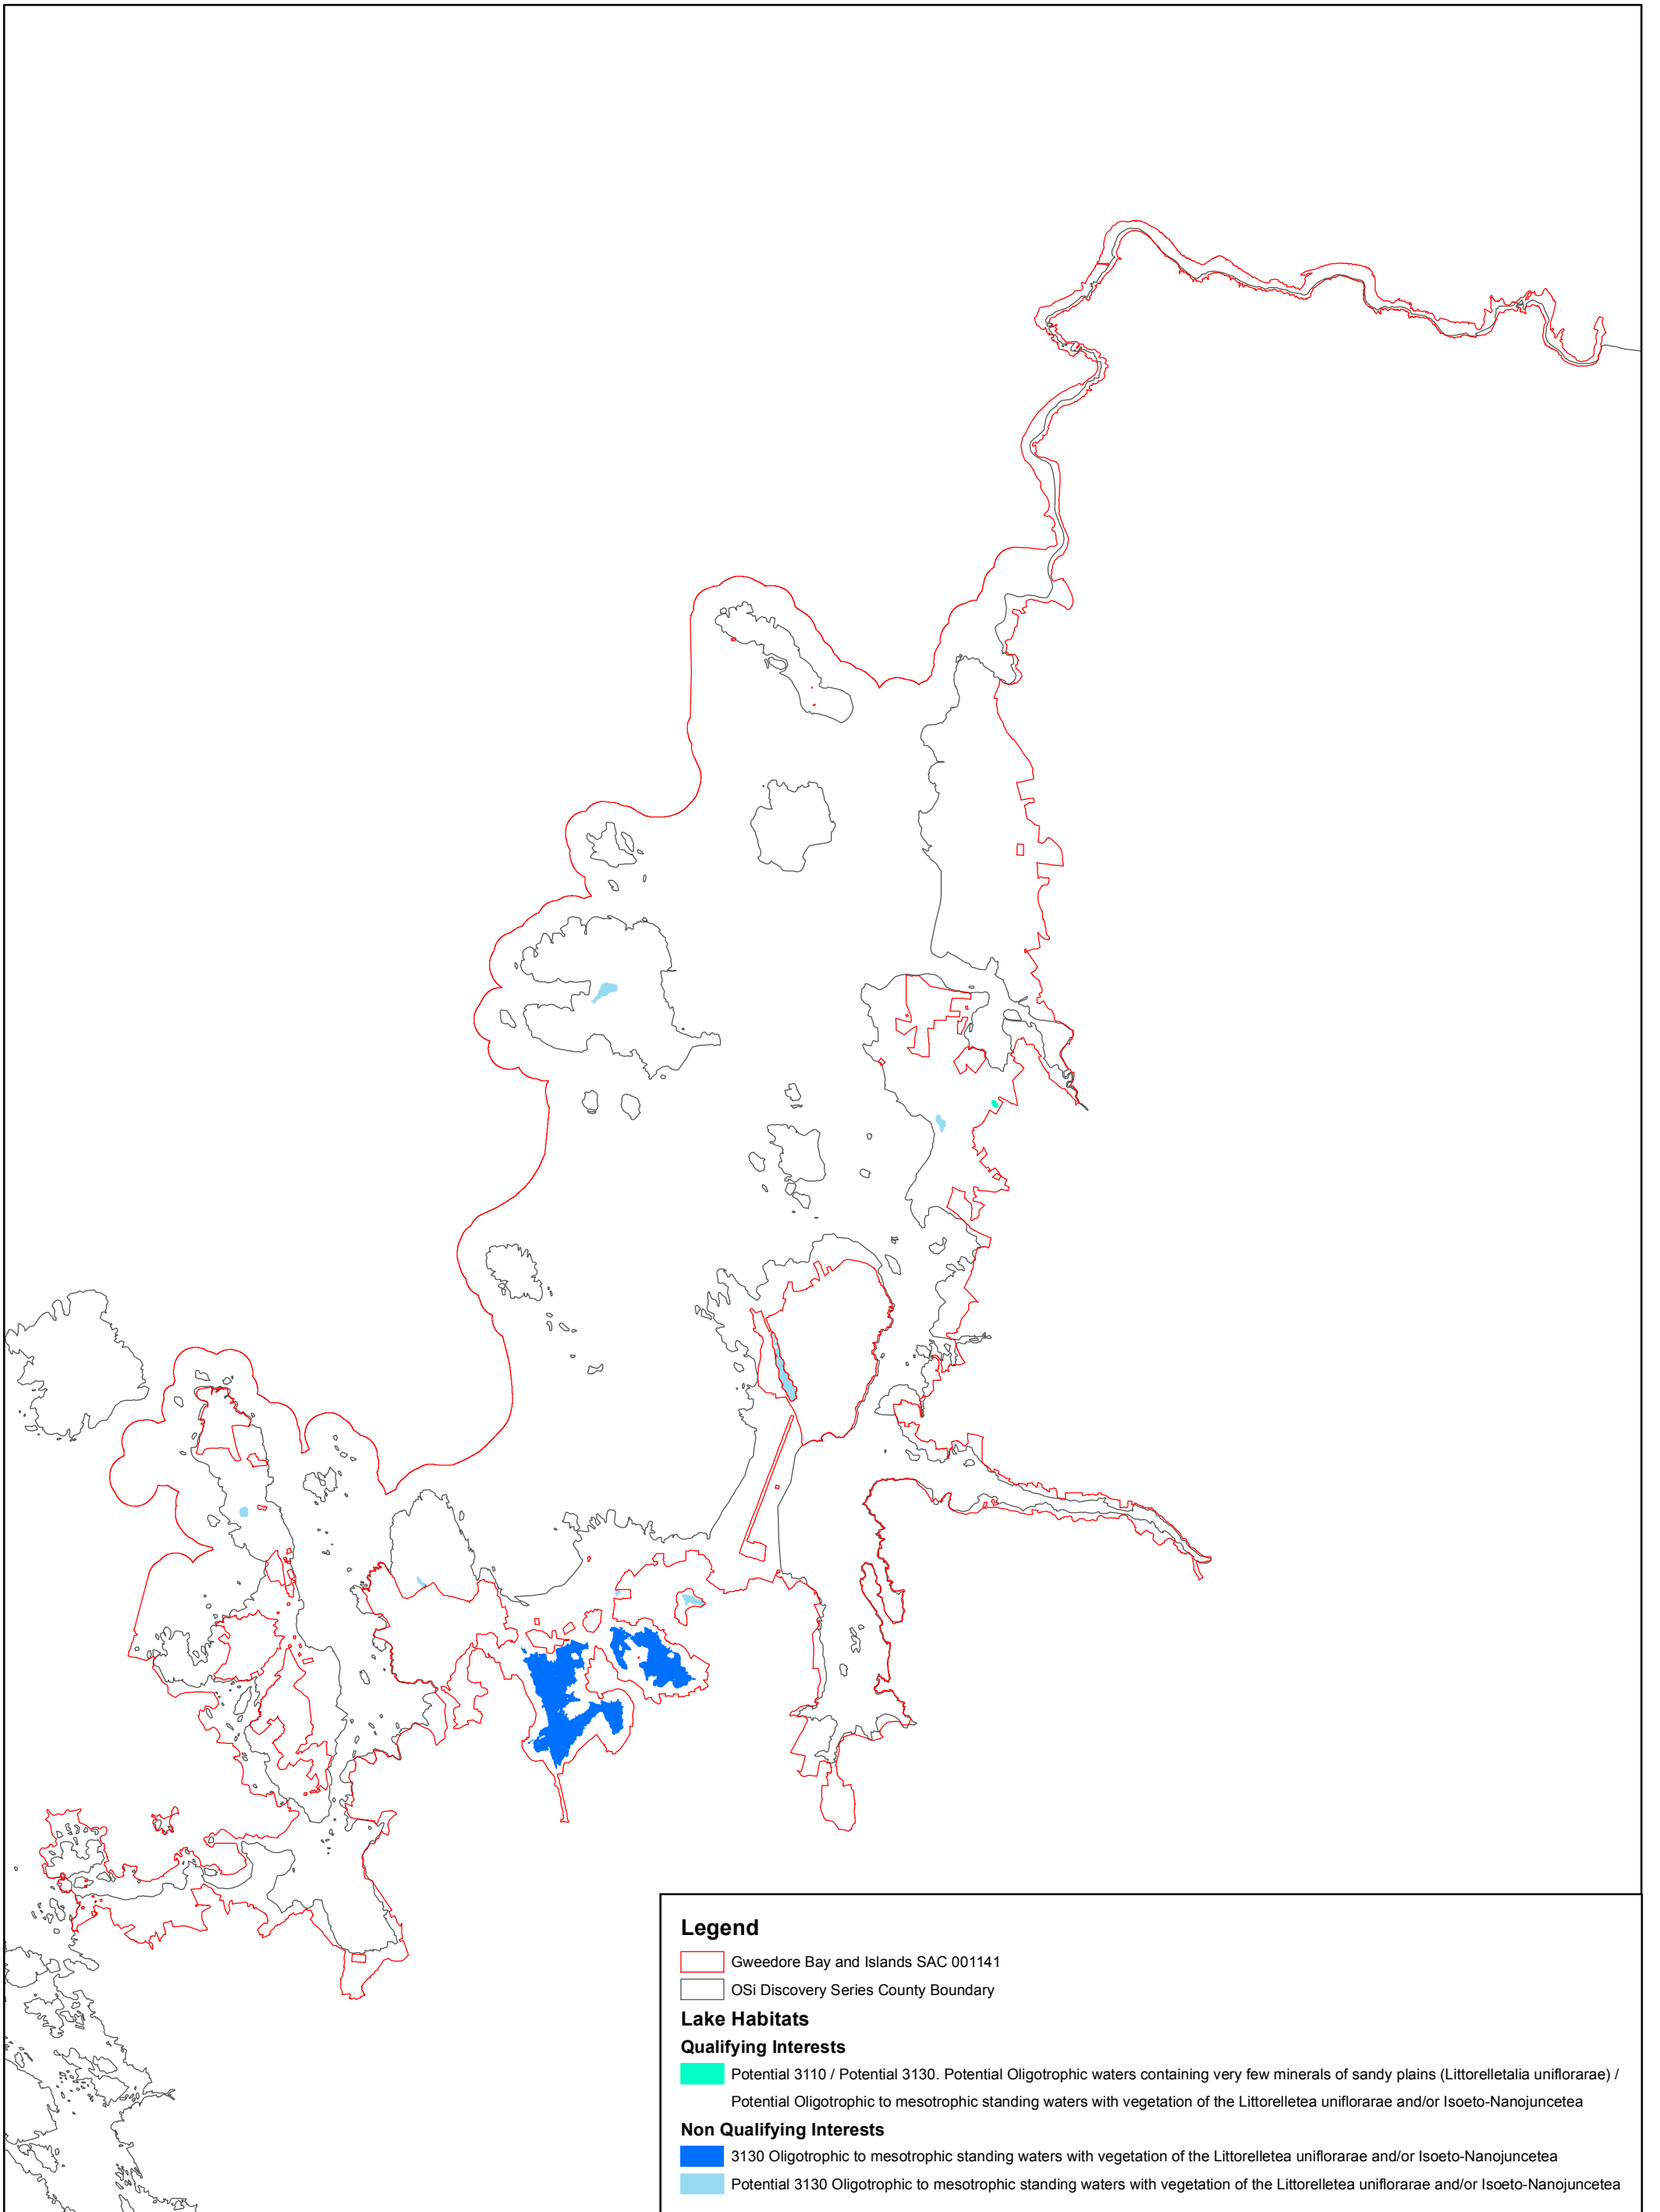 Legend
Gweedore Bay and Islands SAC 001141
OSi Discovery Series County Boundary
Lake Habitats
Qualifying Interests
Potential 3110 / Potential 3130. Potential Oligotrophic waters containing very few minerals of sandy plains (Littorelletalia uniflorae) /
Potential Oligotrophic to mesotrophic standing waters with vegetation of the Littorelletea uniflorae and/or Isoeto-Nanojuncetea
Non Qualifying Interests
3130 Oligotrophic to mesotrophic standing waters with vegetation of the Littorelletea uniflorae and/or Isoeto-Nanojuncetea
Potential 3130 Oligotrophic to mesotrophic standing waters with vegetation of the Littorelletea uniflorae and/or Isoeto-Nanojuncetea